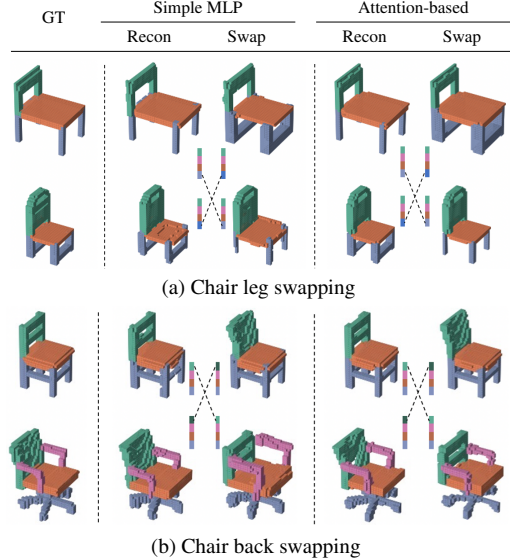 GT Simple MLP Attention-based
Recon Swap Recon Swap
(a) Chair leg swapping
(b) Chair back swapping